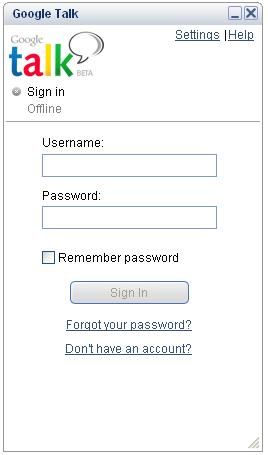 Google Talk
Settings | Help
Google
talk
BETA
Sign in
Offline
Username:
Password:
Remember password
Sign In
Forgot your password?
Don't have an account?